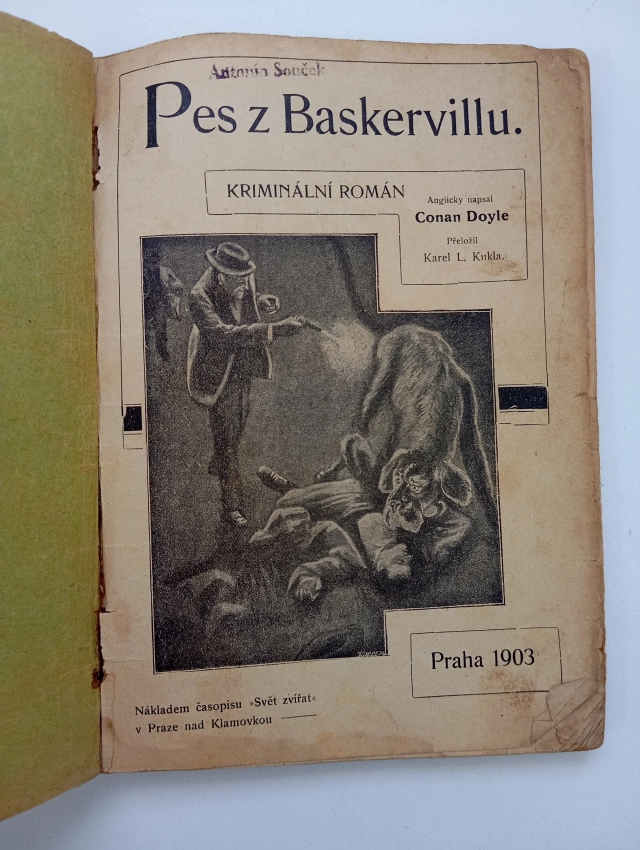 Antonín Souček
Pes z Baskervillu.
KRIMINÁLNÍ ROMÁN
Anglicky napsal
Conan Doyle
Přeložil
Karel L. Kukla.
Praha 1903
Nákladem časopisu »Svět zvířat«
v Praze nad Klamovkou